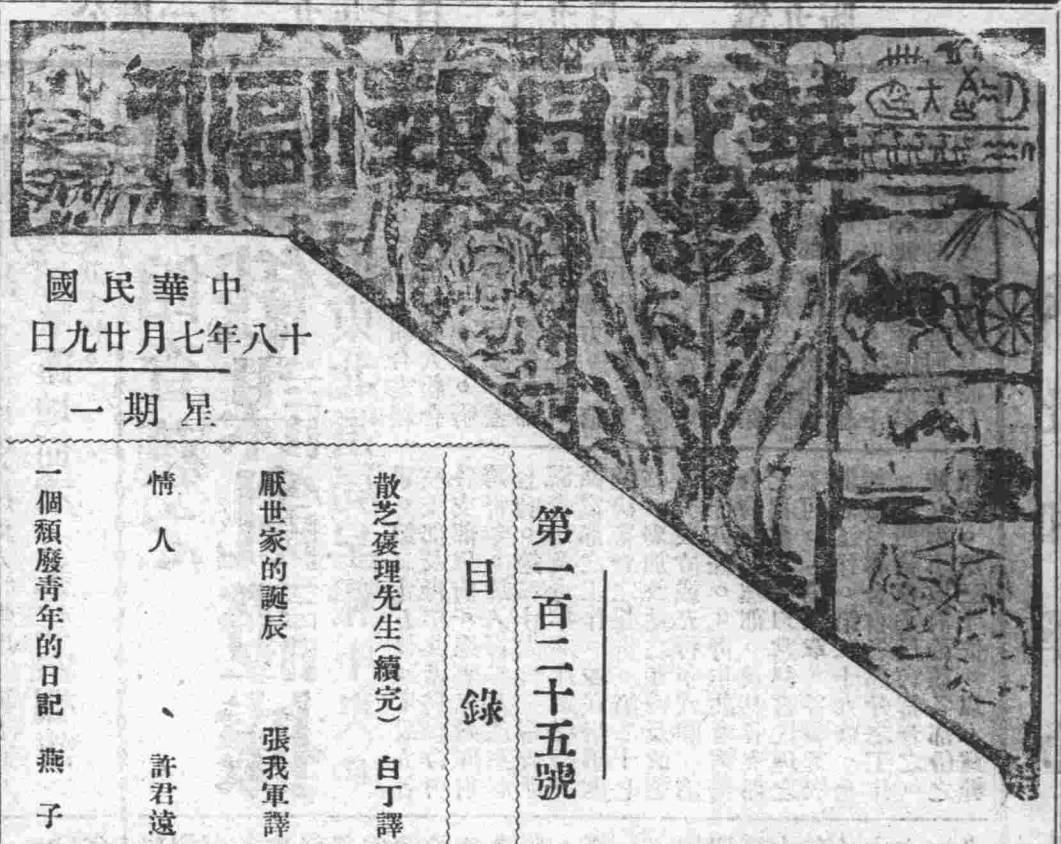 華北日報副刊
中華民國
十八年七月廿九日
星期一
第一百二十五號
目錄
散芝褒理先生(續完) 白丁譯
厭世家的誕辰 張我軍譯
情人 、許君遠
一個頹廢青年的日記 燕子